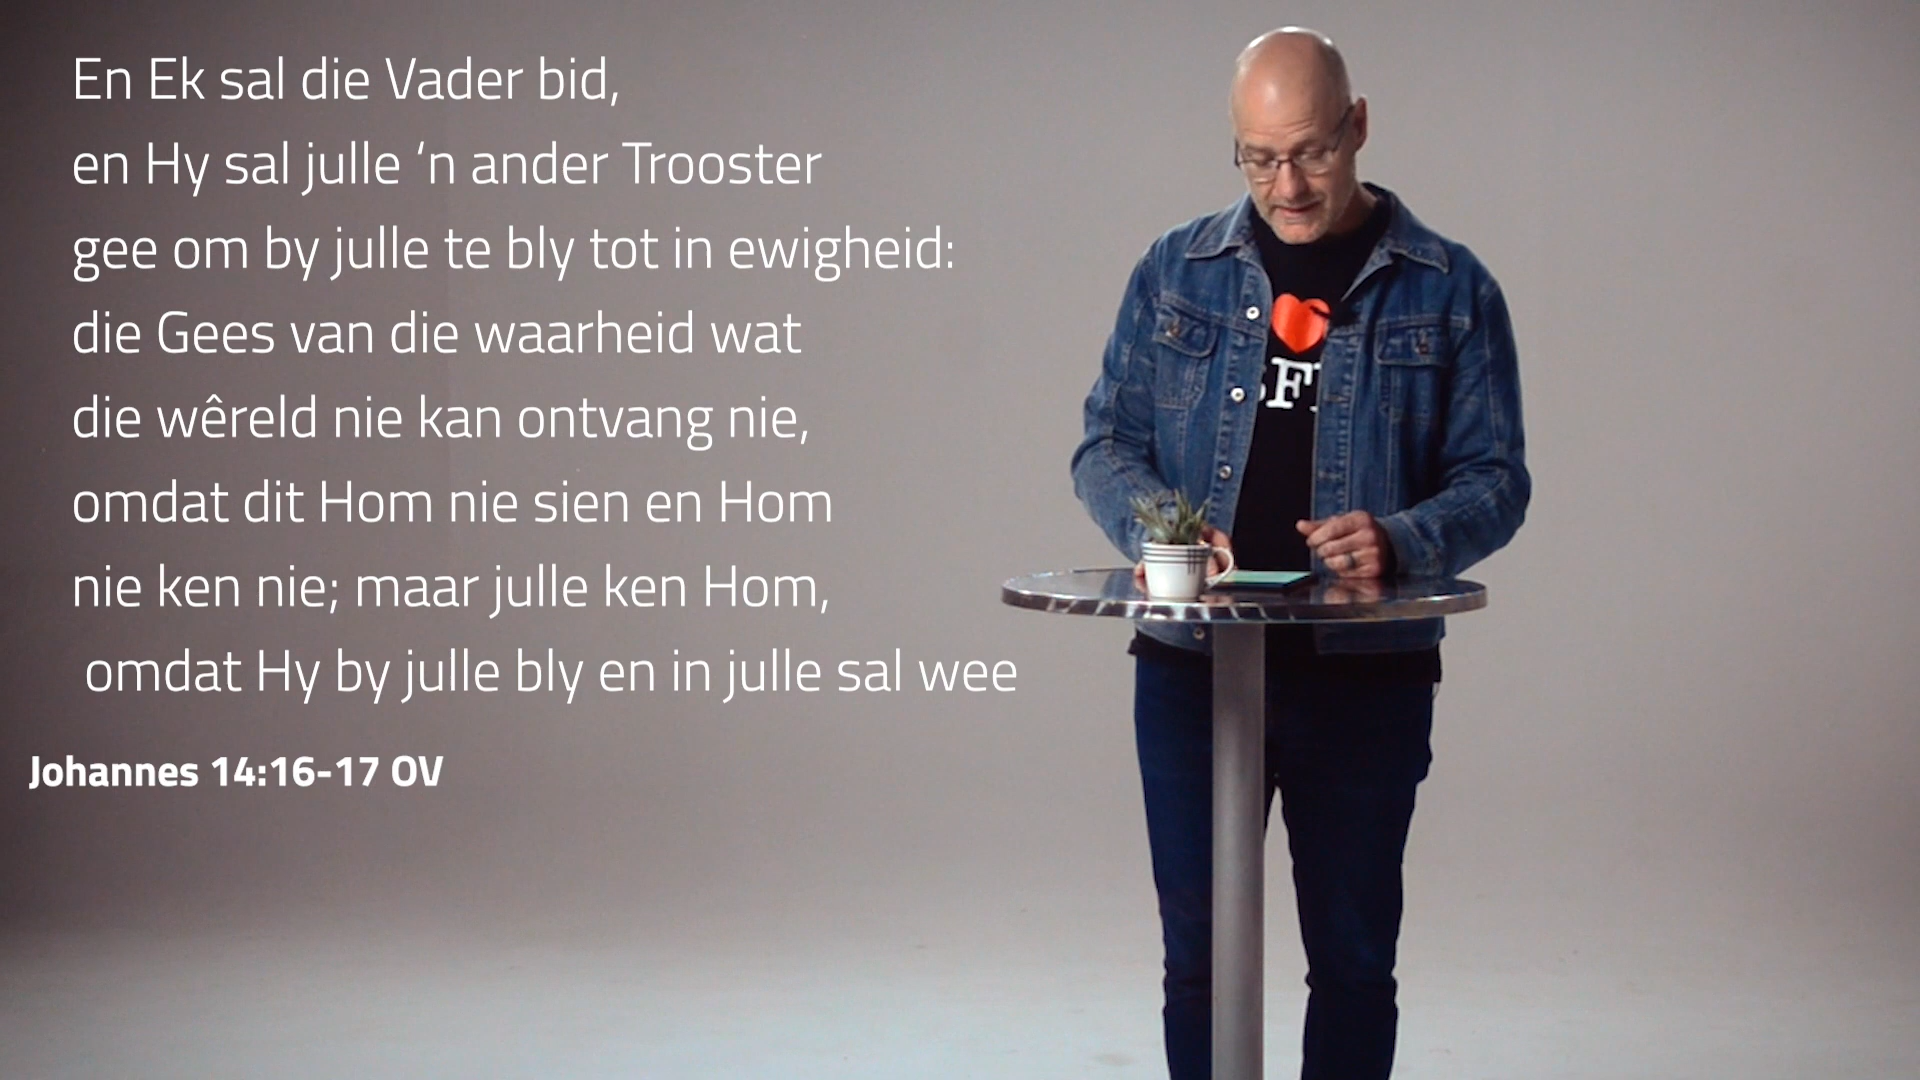 En Ek sal die Vader bid,
en Hy sal julle ‘n ander Trooster
gee om by julle te bly tot in ewigheid:
die Gees van die waarheid wat
die wêreld nie kan ontvang nie,
omdat dit Hom nie sien en Hom
nie ken nie; maar julle ken Hom,
omdat Hy by julle bly en in julle sal wee
Johannes 14:16-17 OV